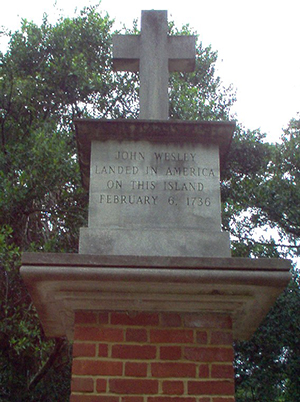 JOHN WESLEY
LANDED IN AMERICA
ON THIS ISLAND
FEBRUARY 6, 1736